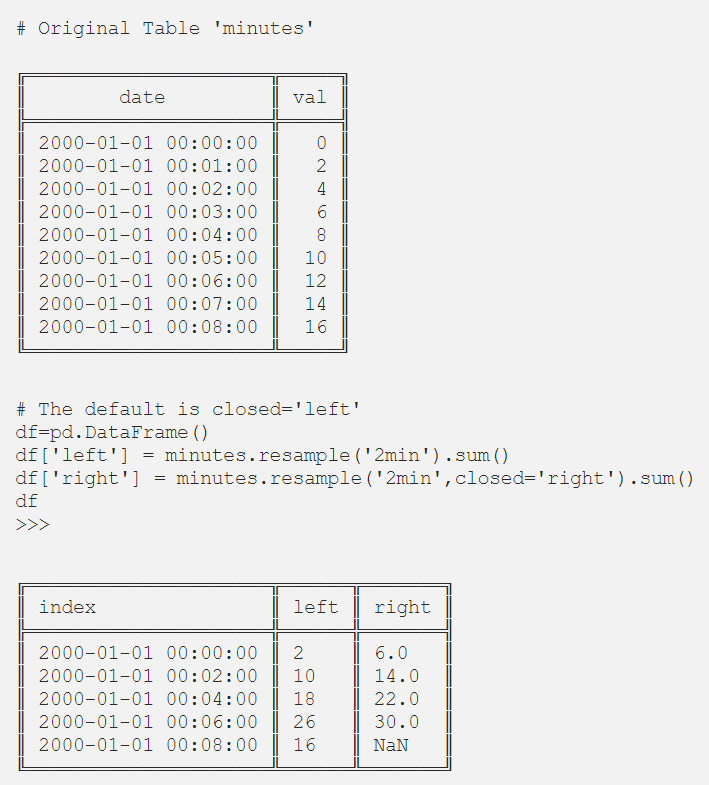 # Original Table 'minutes'
date val
2000-01-01 00:00:00 0
2000-01-01 00:01:00 2
2000-01-01 00:02:00 4
2000-01-01 00:03:00 6
2000-01-01 00:04:00 8
2000-01-01 00:05:00 10
2000-01-01 00:06:00 12
2000-01-01 00:07:00 14
2000-01-01 00:08:00 16
# The default is closed='left'
df=pd.DataFrame()
df['left'] = minutes.resample('2min').sum()
df['right'] = minutes.resample('2min',closed='right').sum()
df
>>>
index left right
2000-01-01 00:00:00 2 6.0
2000-01-01 00:02:00 10 14.0
2000-01-01 00:04:00 18 22.0
2000-01-01 00:06:00 26 30.0
2000-01-01 00:08:00 16 NaN